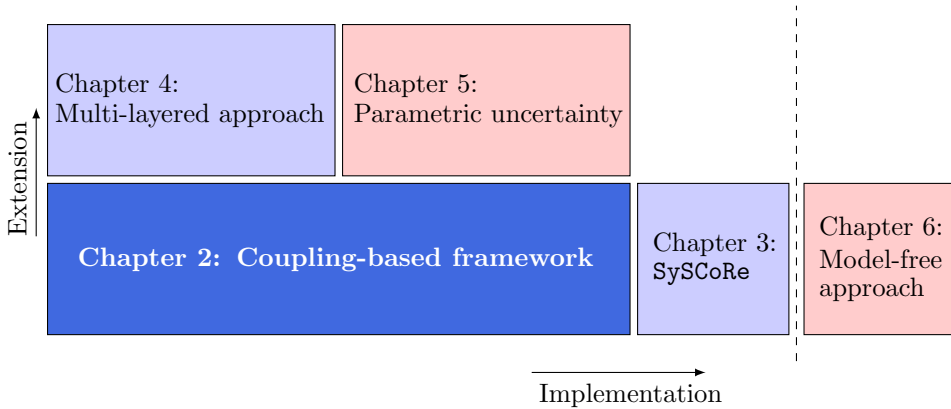 Chapter 4:
Multi-layered approach
Chapter 5:
Parametric uncertainty
Extension
Chapter 2: Coupling-based framework
Chapter 3:
SySCoRe
Chapter 6:
Model-free
approach
Implementation